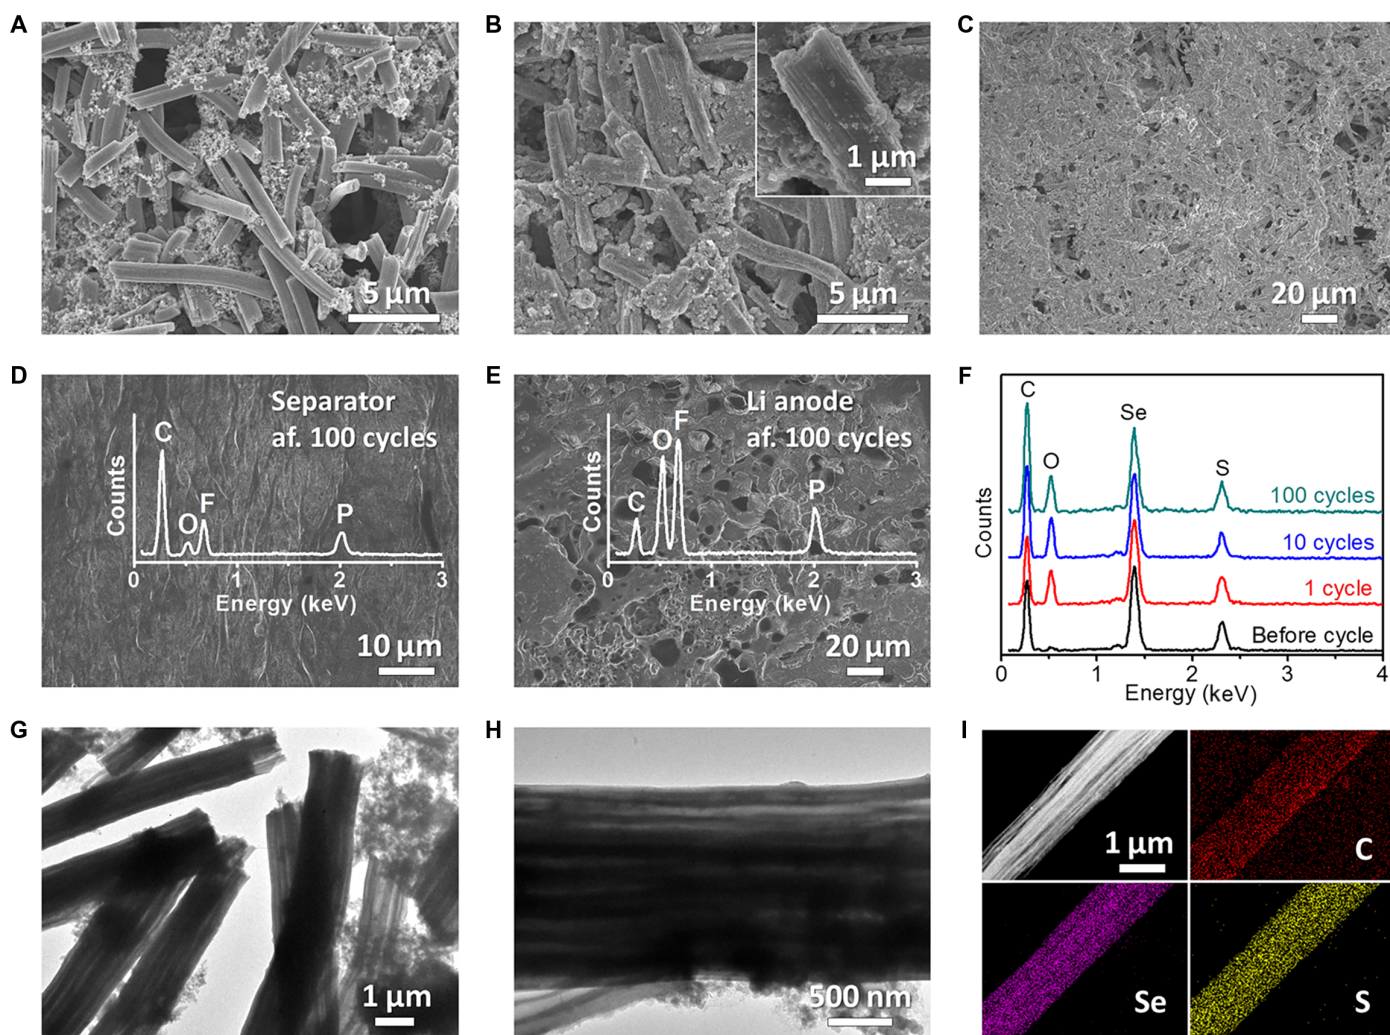 A
5 µm
B
1 µm
5 µm
C
20 µm
D
Separator
af. 100 cycles
C
O
F
P
Counts
0
1
2
3
Energy (keV)
10 µm
E
Li anode
af. 100 cycles
C
O
F
P
Counts
0
1
2
3
Energy (keV)
20 µm
F
C
O
Se
S
100 cycles
10 cycles
1 cycle
Before cycle
Counts
0
1
2
3
4
Energy (keV)
G
1 µm
H
500 nm
I
1 µm
C
Se
S